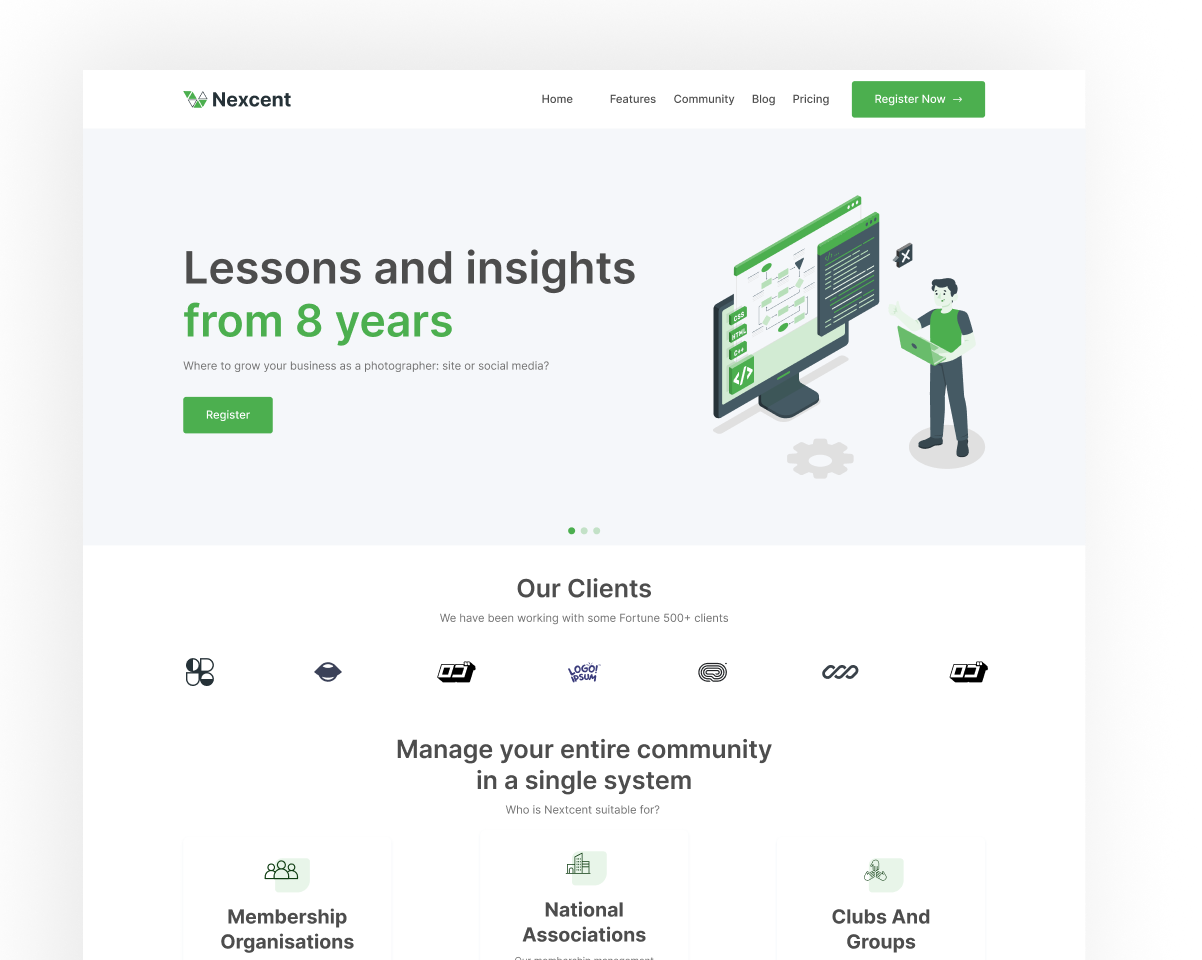 Nexcent
Home Features Community Blog Pricing Register Now →
Lessons and insights
from 8 years
Where to grow your business as a photographer: site or social media?
Register
CSS
HTML
C++
</>
Our Clients
We have been working with some Fortune 500+ clients
LOGO!
IPSUM
Manage your entire community
in a single system
Who is Nextcent suitable for?
Membership
Organisations
National
Associations
Our membership management
Clubs And
Groups